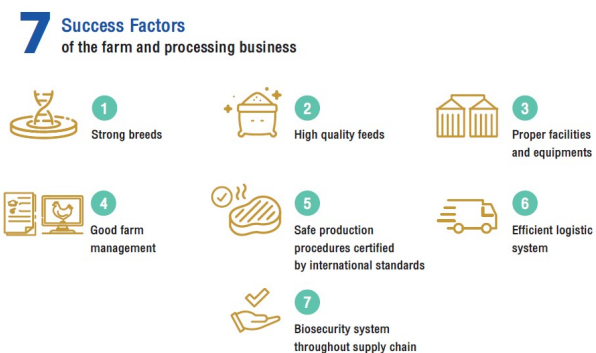 7 Success Factors
of the farm and processing business
1
Strong breeds
2
High quality feeds
3
Proper facilities
and equipments
4
Good farm
management
5
Safe production
procedures certified
by international standards
6
Efficient logistic
system
7
Biosecurity system
throughout supply chain